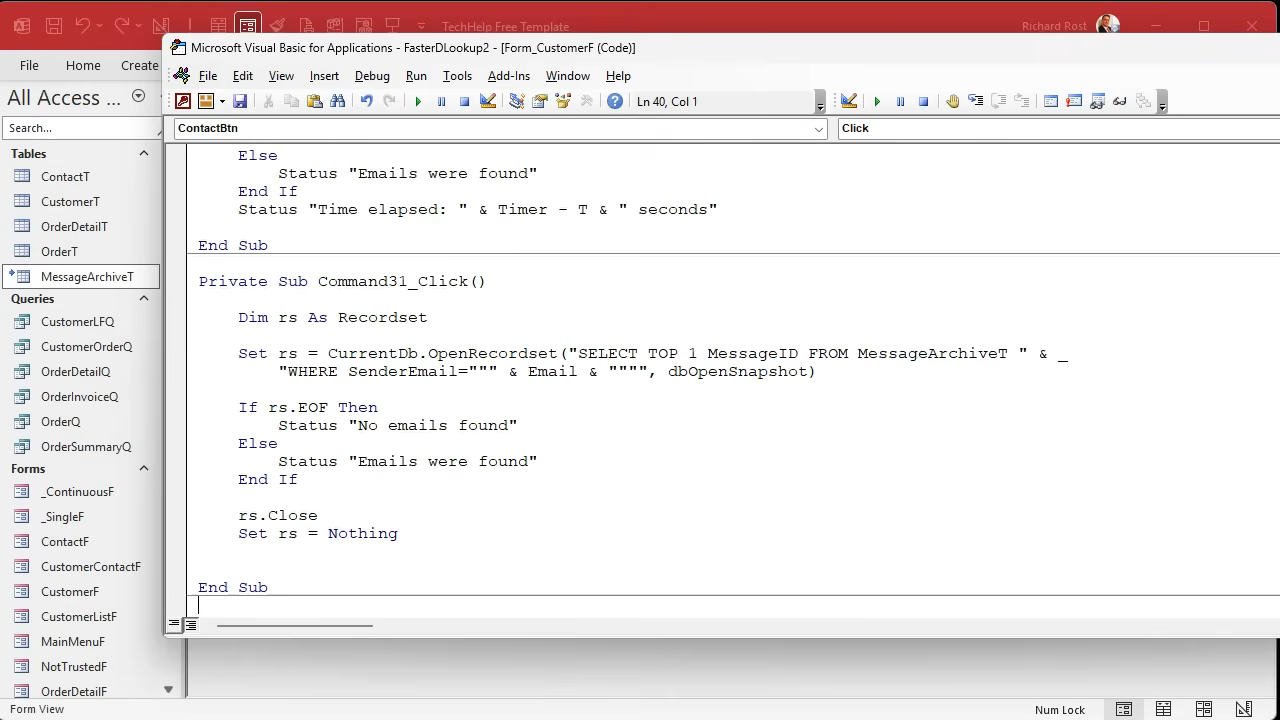 TechHelp Free Template
Richard Rost
File
Home
Create
Microsoft Visual Basic for Applications - FasterDLookup2 - [Form_CustomerF (Code)]
File Edit View Insert Debug Run Tools Add-Ins Window Help
Ln 40, Col 1
ContactBtn
Click
All Access ...
Search...
Tables
ContactT
CustomerT
OrderDetailT
OrderT
MessageArchiveT
Queries
CustomerLFQ
CustomerOrderQ
OrderDetailQ
OrderInvoiceQ
OrderQ
OrderSummaryQ
Forms
_ContinuousF
_SingleF
ContactF
CustomerContactF
CustomerF
CustomerListF
MainMenuF
NotTrustedF
OrderDetailF
Else
Status "Emails were found"
End If
Status "Time elapsed: " & Timer - T & " seconds"
End Sub
Private Sub Command31_Click()
Dim rs As Recordset
Set rs = CurrentDb.OpenRecordset("SELECT TOP 1 MessageID FROM MessageArchiveT " & _
"WHERE SenderEmail=""" & Email & """", dbOpenSnapshot)
If rs.EOF Then
Status "No emails found"
Else
Status "Emails were found"
End If
rs.Close
Set rs = Nothing
End Sub
Form View
Num Lock